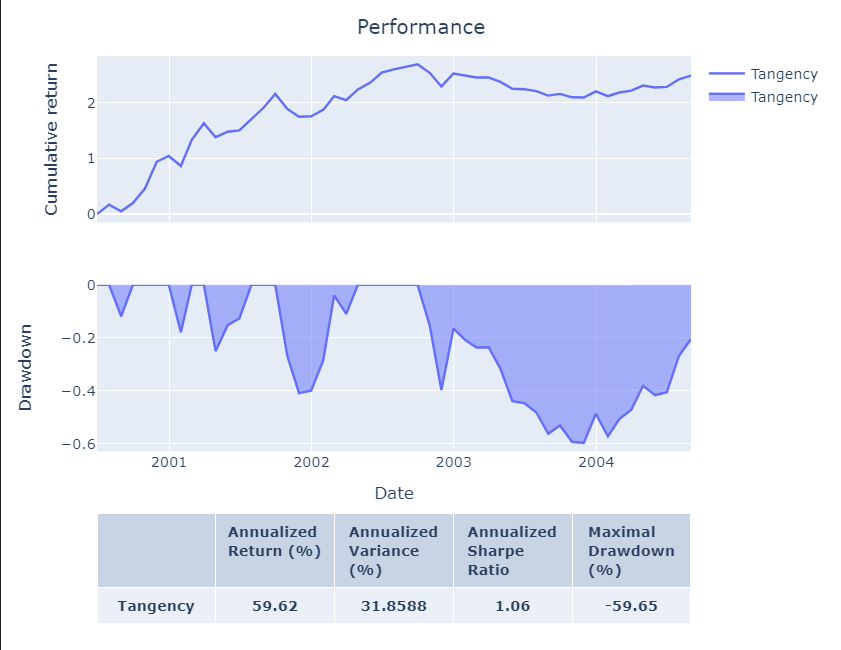 Performance
Cumulative return
2
1
0
Tangency
Tangency
Drawdown
0
−0.2
−0.4
−0.6
2001 2002 2003 2004
Date
Annualized Return (%) Annualized Variance (%) Annualized Sharpe Ratio Maximal Drawdown (%)
Tangency 59.62 31.8588 1.06 -59.65